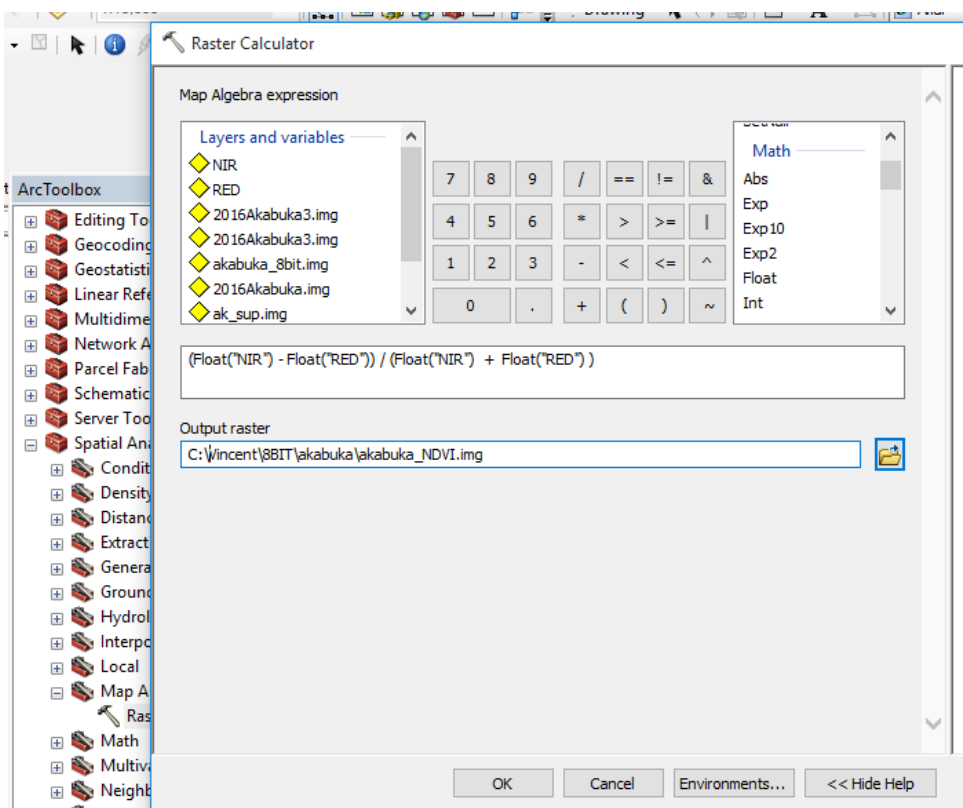 Drawing
Raster Calculator
Map Algebra expression
Layers and variables
NIR
RED
2016Akabuka3.img
2016Akabuka3.img
akabuka_8bit.img
2016Akabuka.img
ak_sup.img
7 8 9 / == != &
4 5 6 * > >= |
1 2 3 - < <= ^
0 . + ( ) ~
Math
Abs
Exp
Exp10
Exp2
Float
Int
(Float("NIR") - Float("RED")) / (Float("NIR")  + Float("RED") )
Output raster
C:\Vincent\8BIT\akabuka\akabuka_NDVI.img
OK
Cancel
Environments...
<< Hide Help
ArcToolbox
Editing To
Geocoding
Geostatisti
Linear Refe
Multidime
Network A
Parcel Fab
Schematic
Server Too
Spatial Ana
Condit
Density
Distanc
Extract
Genera
Ground
Hydrol
Interpo
Local
Map A
Ras
Math
Multiva
Neighb